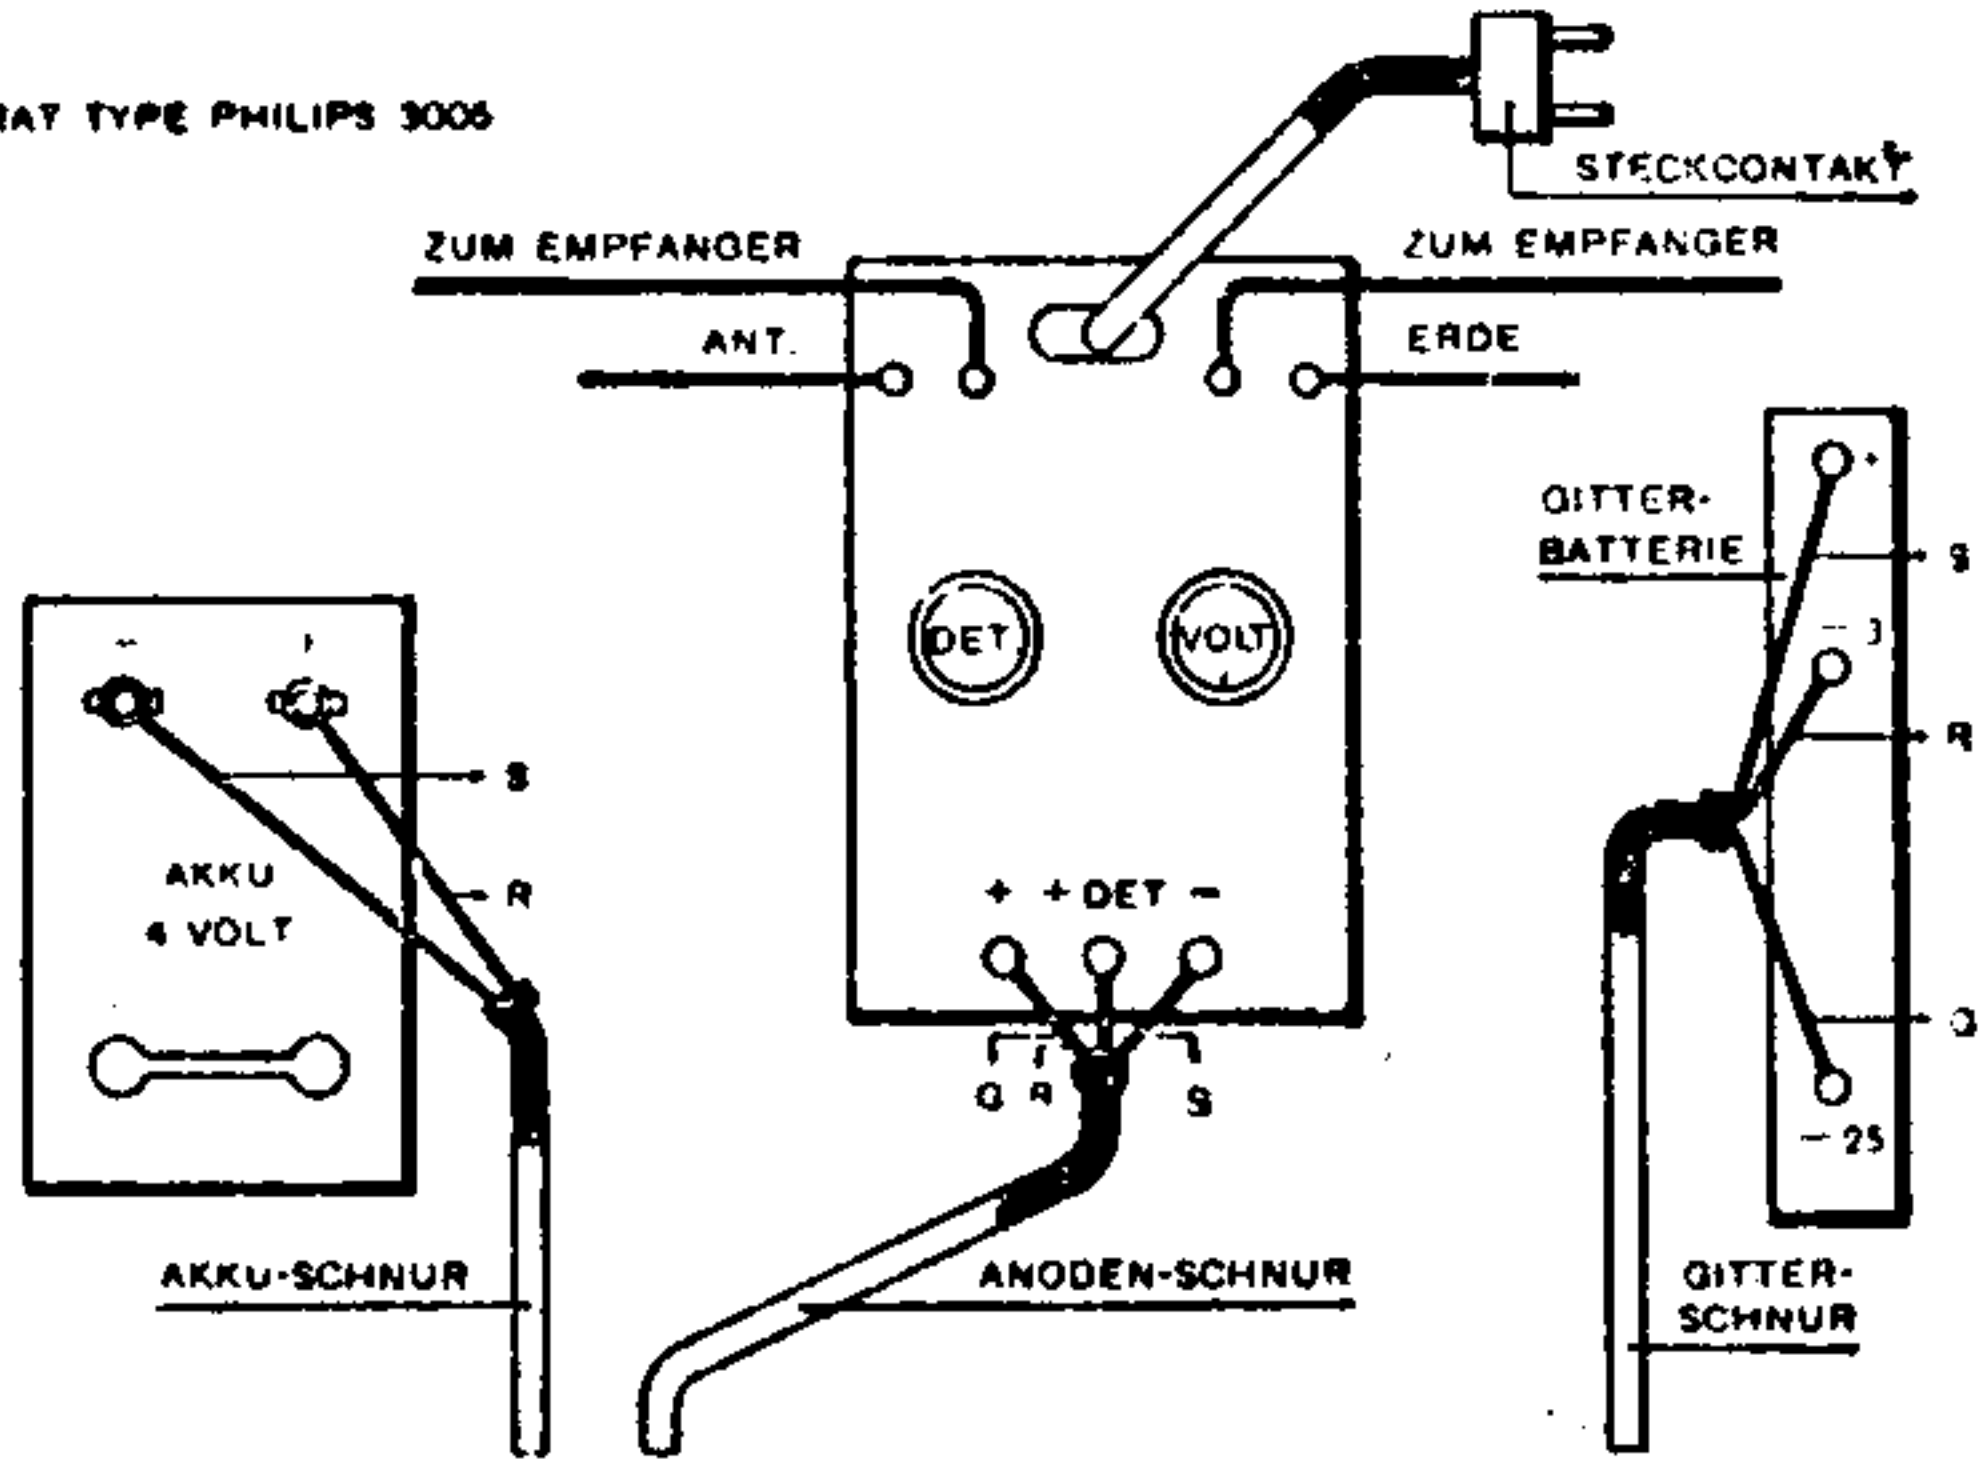 RAT TYPE PHILIPS 3006
STECKCONTAKT
ZUM EMPFANGER
ZUM EMPFANGER
ANT.
ERDE
GITTER-
BATTERIE
+
S
DET
VOLT
-
-
S
R
AKKU
4 VOLT
R
+ + DET -
G R S
G
- 25
AKKU-SCHNUR
ANODEN-SCHNUR
GITTER-
SCHNUR